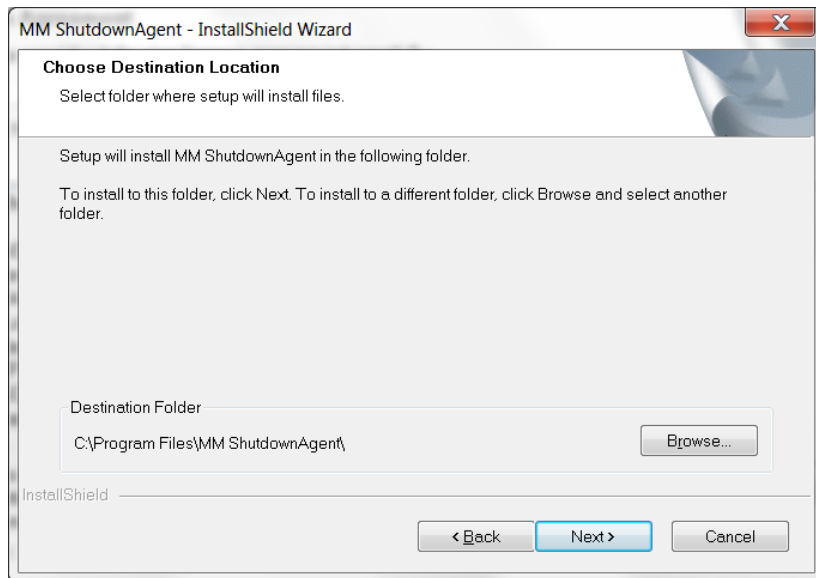 MM ShutdownAgent - InstallShield Wizard
Choose Destination Location
Select folder where setup will install files.
Setup will install MM ShutdownAgent in the following folder.
To install to this folder, click Next. To install to a different folder, click Browse and select another
folder.
Destination Folder
C:\Program Files\MM ShutdownAgent\
Browse...
InstallShield
< Back
Next >
Cancel